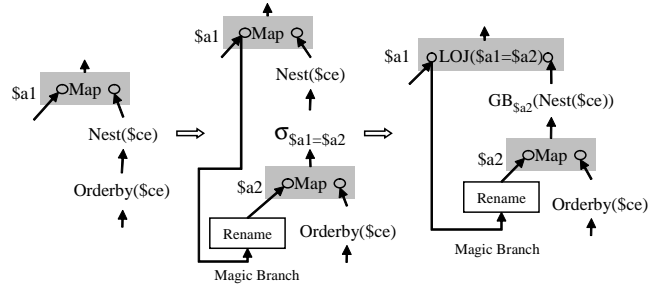 $a1 Map
Nest($ce)
Orderby($ce)
$a1 Map
Nest($ce)
σ$a1=$a2
$a2 Map
Rename
Orderby($ce)
Magic Branch
$a1 LOJ($a1=$a2)
GB$a2(Nest($ce))
$a2 Map
Rename
Orderby($ce)
Magic Branch